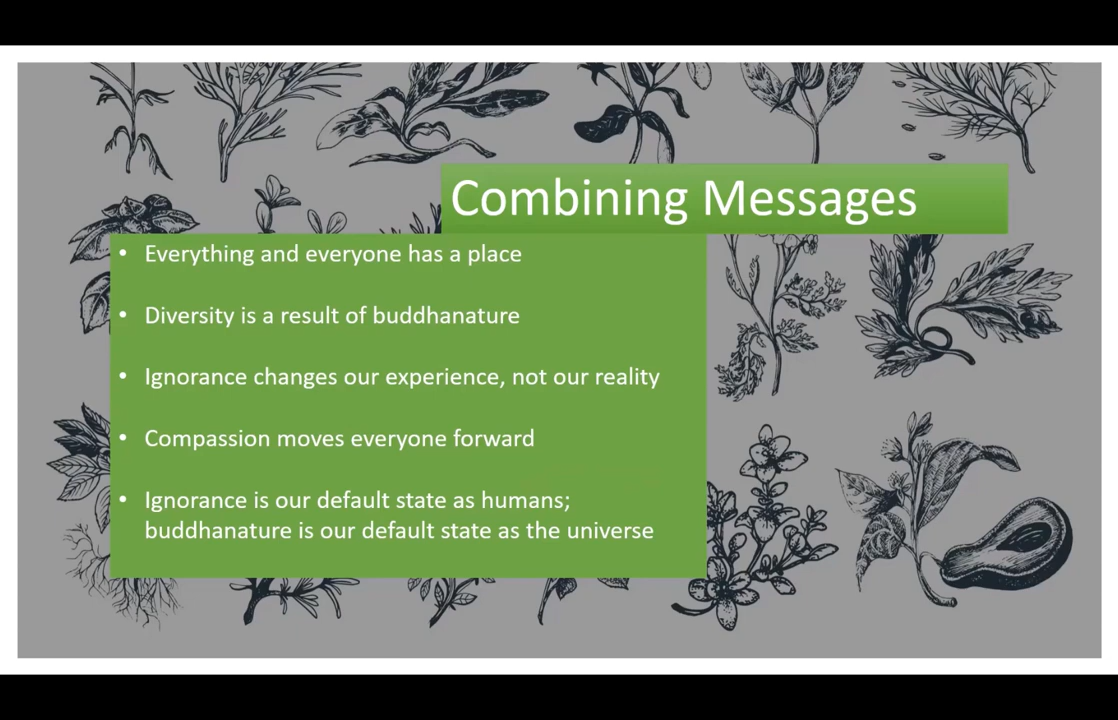 Combining Messages
• Everything and everyone has a place
• Diversity is a result of buddhanature
• Ignorance changes our experience, not our reality
• Compassion moves everyone forward
• Ignorance is our default state as humans;
buddhanature is our default state as the universe